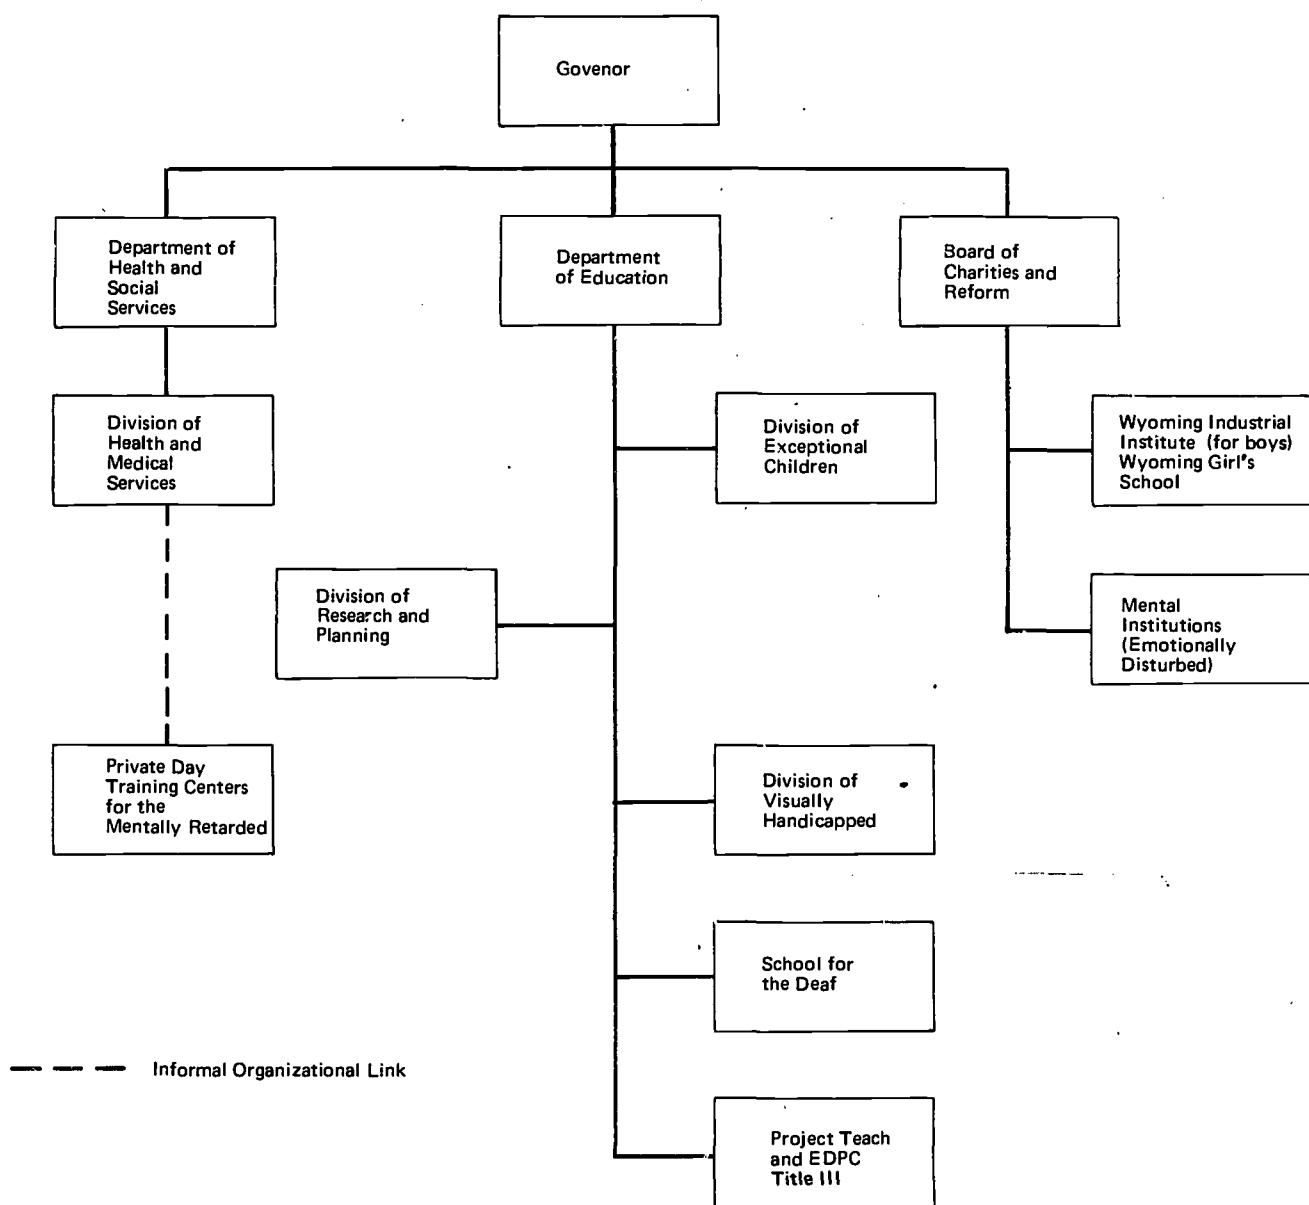 Govenor
Department of
Health and
Social
Services
Department
of Education
Board of
Charities and
Reform
Division of
Health and
Medical
Services
Division of
Exceptional
Children
Wyoming Industrial
Institute (for boys)
Wyoming Girl's
School
Division of
Research and
Planning
Mental
Institutions
(Emotionally
Disturbed)
Private Day
Training Centers
for the
Mentally Retarded
Division of
Visually
Handicapped
School for
the Deaf
Informal Organizational Link
Project Teach
and EDPC
Title III